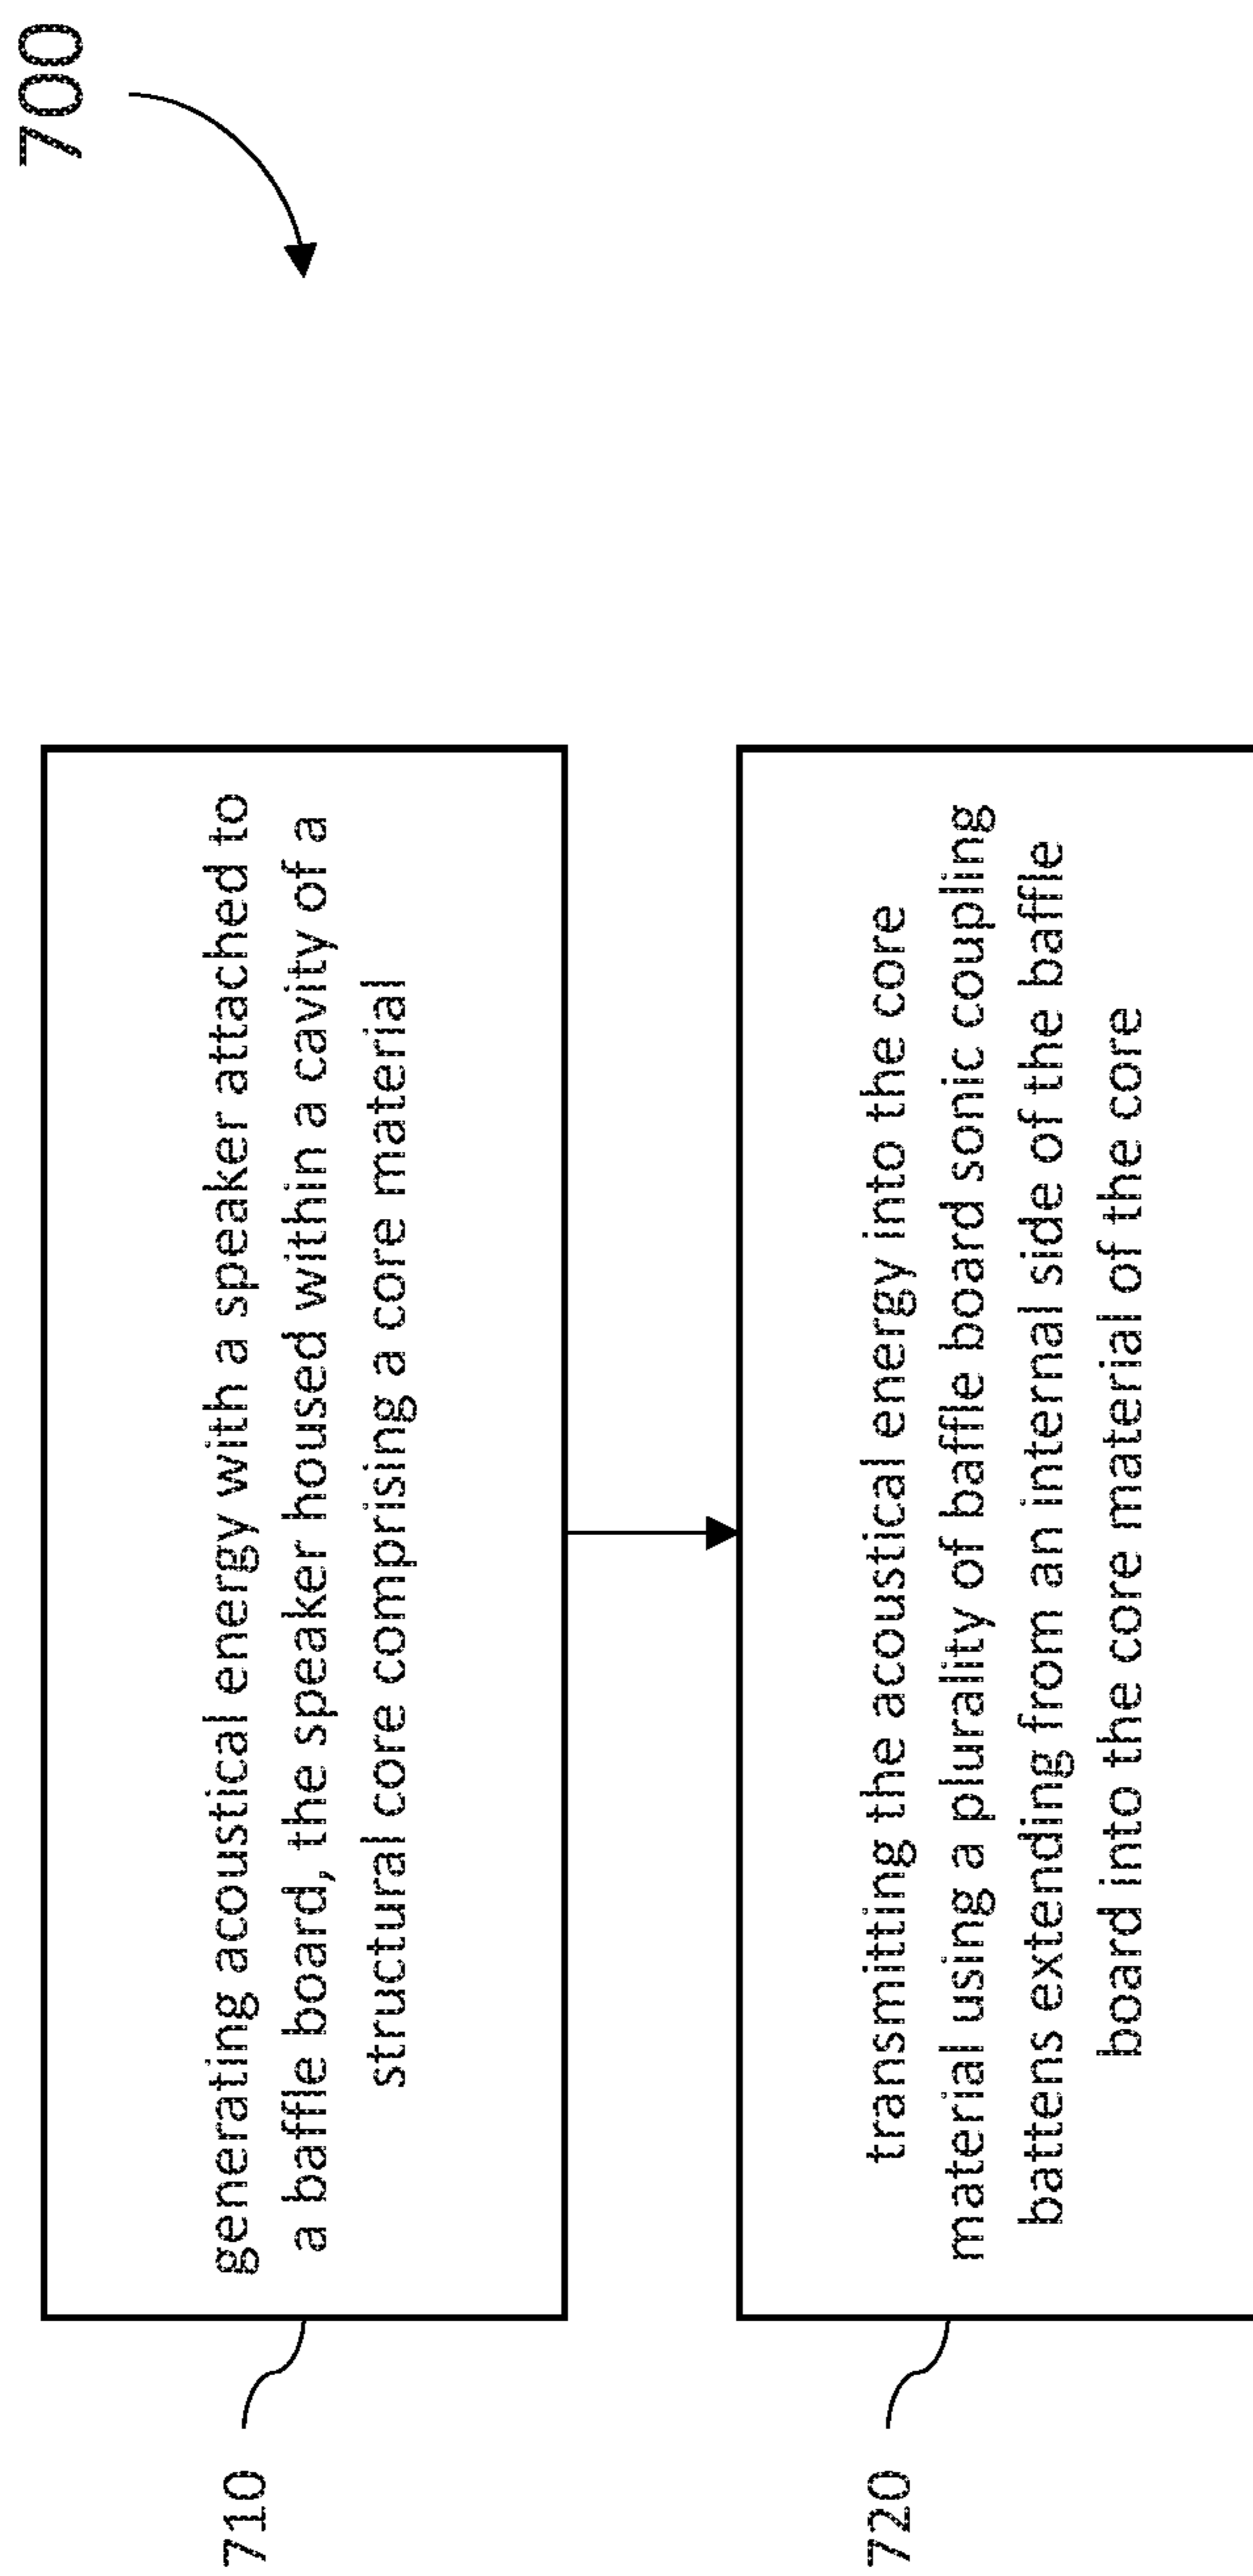 700
710
generating acoustical energy with a speaker attached to
a baffle board, the speaker housed within a cavity of a
structural core comprising a core material
720
transmitting the acoustical energy into the core
material using a plurality of baffle board sonic coupling
battens extending from an internal side of the baffle
board into the core material of the core